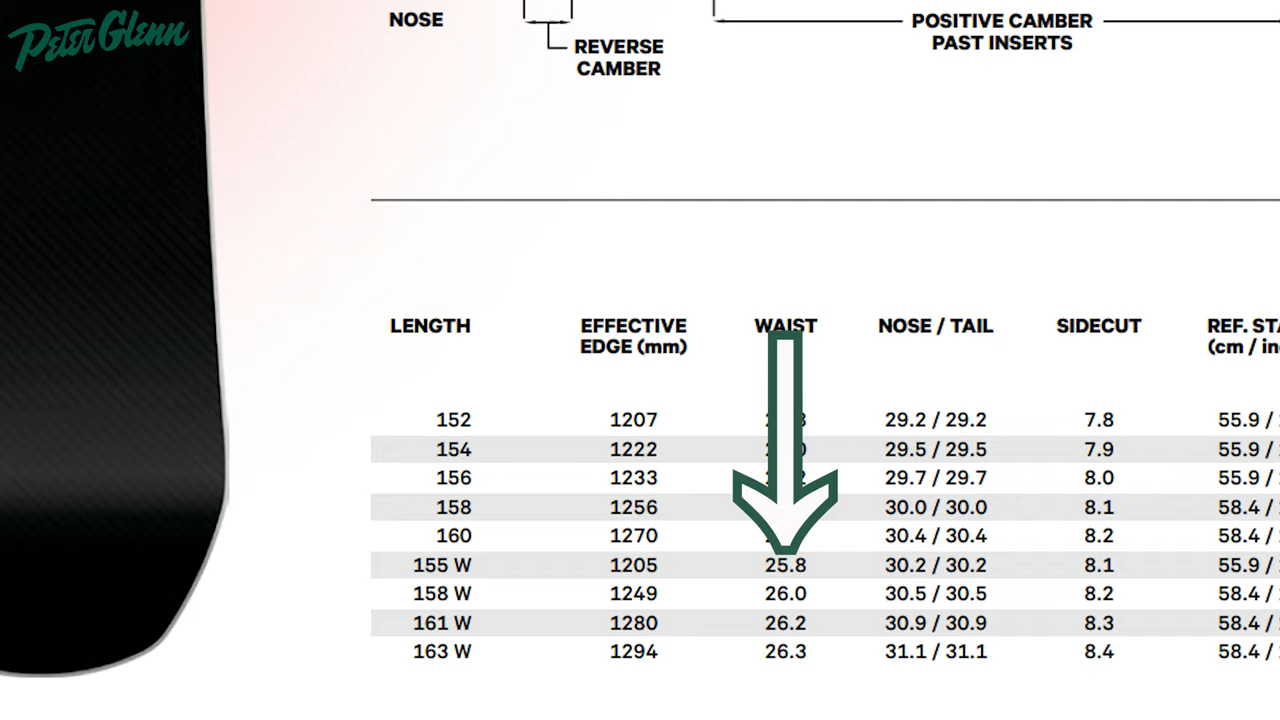 Peter Glenn
NOSE
REVERSE
CAMBER
POSITIVE CAMBER
PAST INSERTS
LENGTH EFFECTIVE EDGE (mm) WAIST NOSE / TAIL SIDECUT REF. (cm /
152 1207 29.2 / 29.2 7.8 55.9 /
154 1222 29.5 / 29.5 7.9 55.9 /
156 1233 29.7 / 29.7 8.0 55.9 /
158 1256 30.0 / 30.0 8.1 58.4 /
160 1270 30.4 / 30.4 8.2 58.4 /
155 W 1205 25.8 30.2 / 30.2 8.1 55.9 /
158 W 1249 26.0 30.5 / 30.5 8.2 58.4 /
161 W 1280 26.2 30.9 / 30.9 8.3 58.4 /
163 W 1294 26.3 31.1 / 31.1 8.4 58.4 /